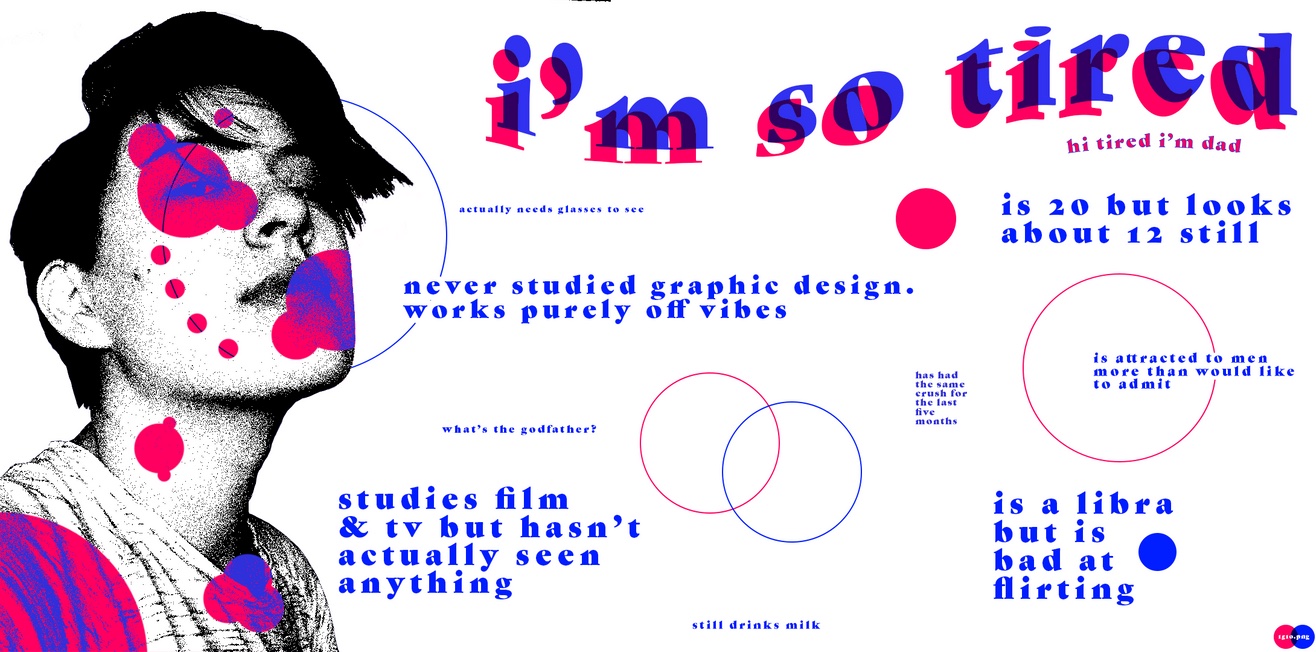 i'm so tired
hi tired i'm dad
actually needs glasses to see
is 20 but looks
about 12 still
never studied graphic design.
works purely off vibes
is attracted to men
more than would like
to admit
has had
the same
crush for
the last
five
months
what's the godfather?
studies film
& tv but hasn't
actually seen
anything
is a libra
but is
bad at
flirting
still drinks milk
tgto.png